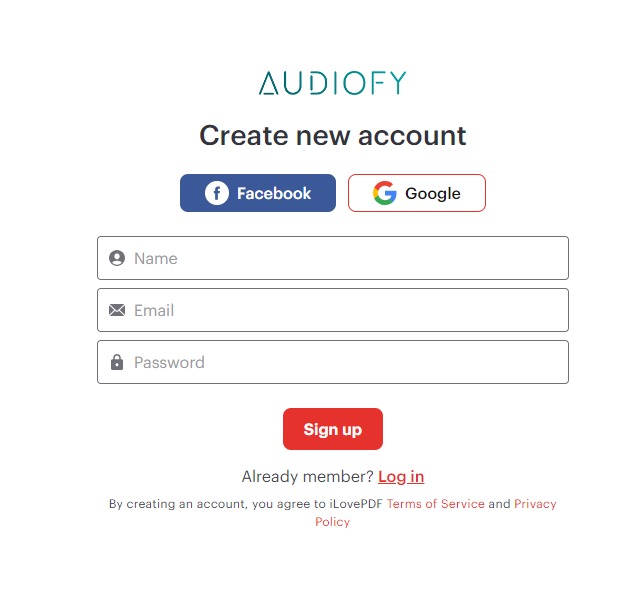 AUDIOFY
Create new account
Facebook
Google
Name
Email
Password
Sign up
Already member? Log in
By creating an account, you agree to iLovePDF Terms of Service and Privacy
Policy